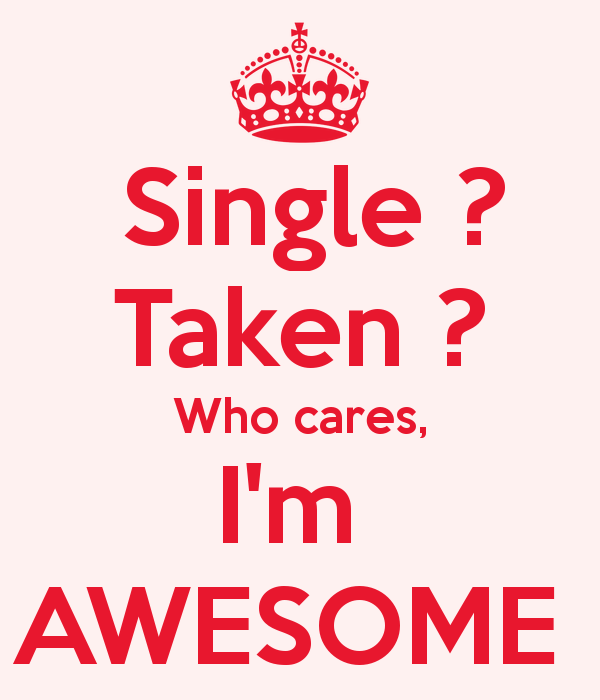 Single ?
Taken ?
Who cares,
I'm
AWESOME